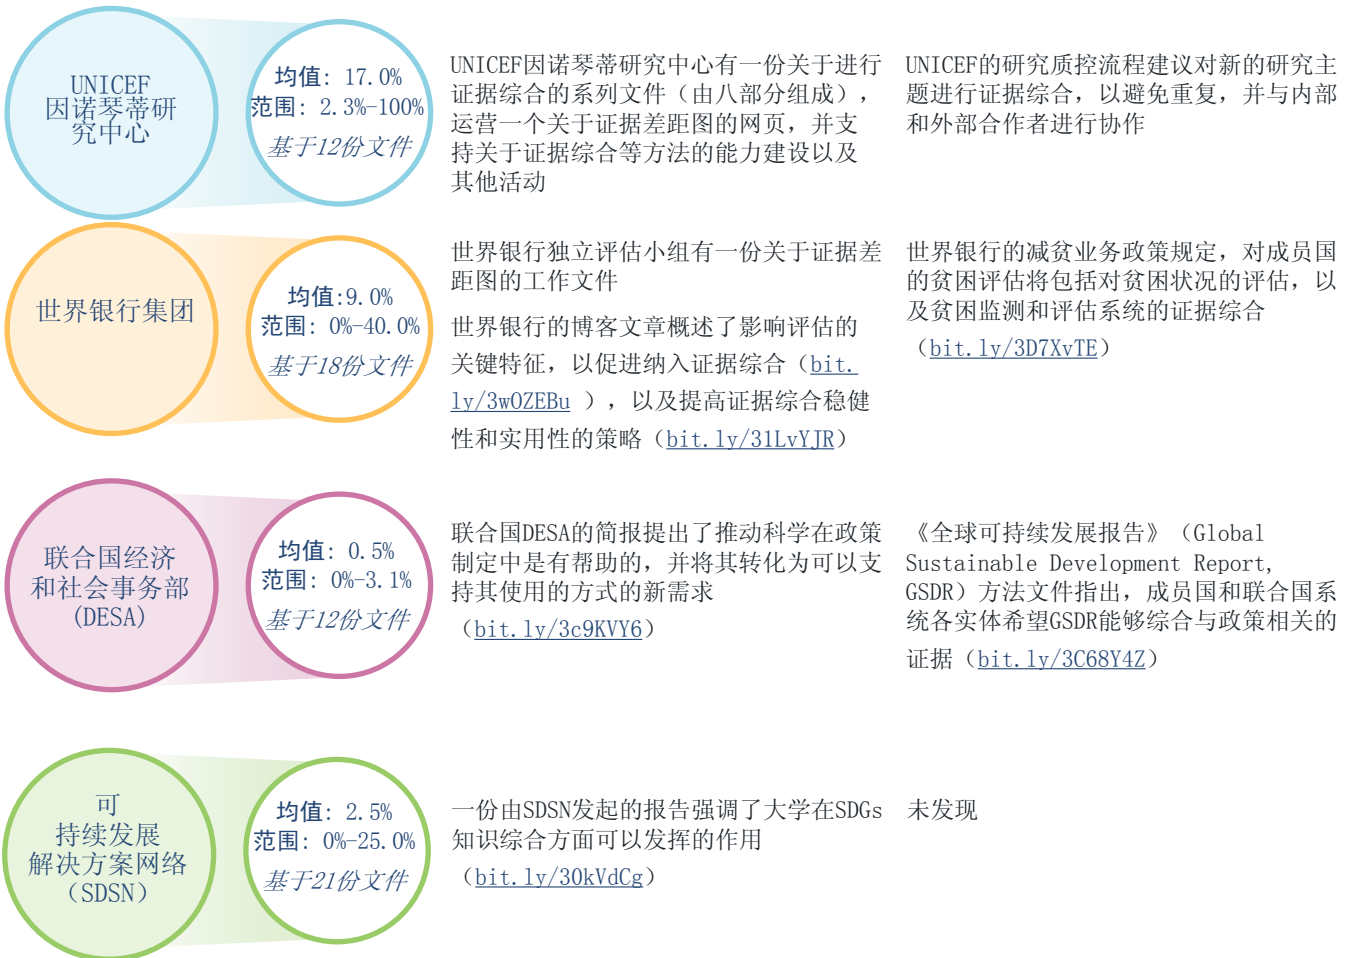 UNICEF
因诺琴蒂研
究中心
均值: 17.0%
范围: 2.3%-100%
基于12份文件
UNICEF因诺琴蒂研究中心有一份关于进行
证据综合的系列文件（由八部分组成），
运营一个关于证据差距图的网页，并支
持关于证据综合等方法的能力建设以及
其他活动
UNICEF的研究质控流程建议对新的研究主
题进行证据综合，以避免重复，并与内部
和外部合作者进行协作
世界银行集团
均值:9.0%
范围: 0%-40.0%
基于18份文件
世界银行独立评估小组有一份关于证据差
距图的工作文件
世界银行的博客文章概述了影响评估的
关键特征，以促进纳入证据综合（bit.
ly/3wOZEBu ），以及提高证据综合稳健
性和实用性的策略（bit.ly/31LvYJR）
世界银行的减贫业务政策规定，对成员国
的贫困评估将包括对贫困状况的评估，以
及贫困监测和评估系统的证据综合
（bit.ly/3D7XvTE）
联合国经济
和社会事务部
(DESA)
均值: 0.5%
范围: 0%-3.1%
基于12份文件
联合国DESA的简报提出了推动科学在政策
制定中是有帮助的，并将其转化为可以支
持其使用的方式的新需求
（bit.ly/3c9KVY6）
《全球可持续发展报告》（Global
Sustainable Development Report,
GSDR）方法文件指出，成员国和联合国系
统各实体希望GSDR能够综合与政策相关的
证据（bit.ly/3C68Y4Z）
可
持续发展
解决方案网络
（SDSN）
均值: 2.5%
范围: 0%-25.0%
基于21份文件
一份由SDSN发起的报告强调了大学在SDGs
知识综合方面可以发挥的作用
（bit.ly/30kVdCg）
未发现